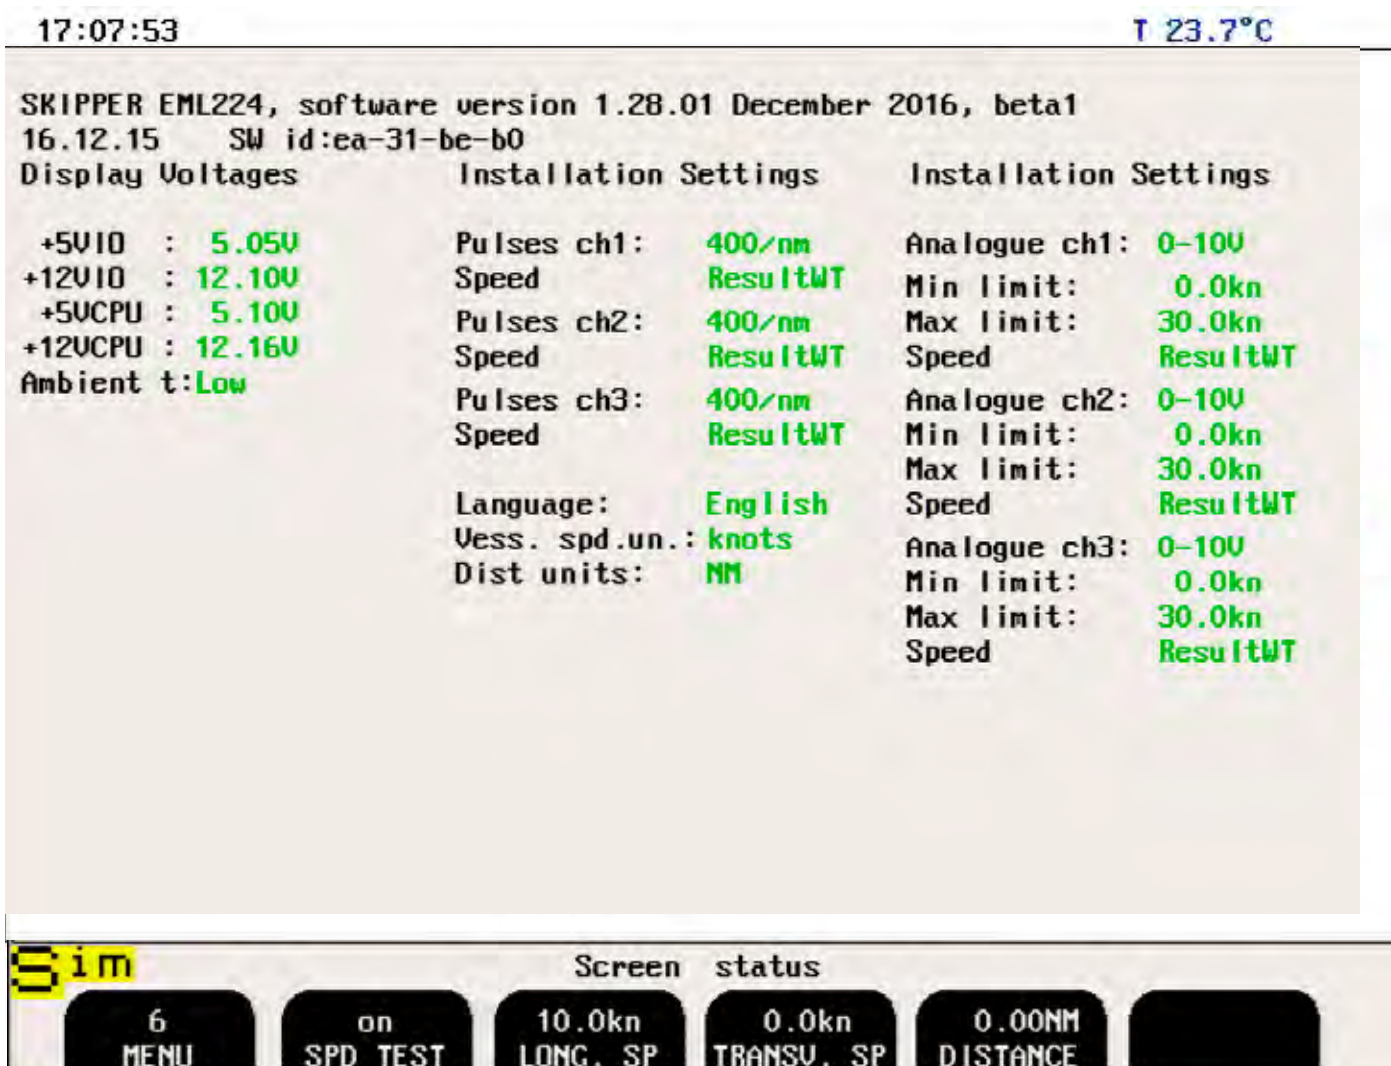 17:07:53 T 23.7°C
SKIPPER EML224, software version 1.28.01 December 2016, beta1
16.12.15 SW id:ea-31-be-b0
Display Voltages Installation Settings Installation Settings
+5VIO : 5.05V Pulses ch1: 400/nm Analogue ch1: 0-10V
+12VIO : 12.10V Speed ResultWT Min limit: 0.0kn
+5VCPU : 5.10V Pulses ch2: 400/nm Max limit: 30.0kn
+12VCPU : 12.16V Speed ResultWT Speed ResultWT
Ambient t:Low Pulses ch3: 400/nm Analogue ch2: 0-10V
Speed ResultWT Min limit: 0.0kn
Max limit: 30.0kn
Language: English Speed ResultWT
Vess. spd.un.: knots Analogue ch3: 0-10V
Dist units: NM Min limit: 0.0kn
Max limit: 30.0kn
Speed ResultWT
Sim Screen status
6 on 10.0kn 0.0kn 0.00NM
MENU SPD TEST LONG. SP TRANSV. SP DISTANCE